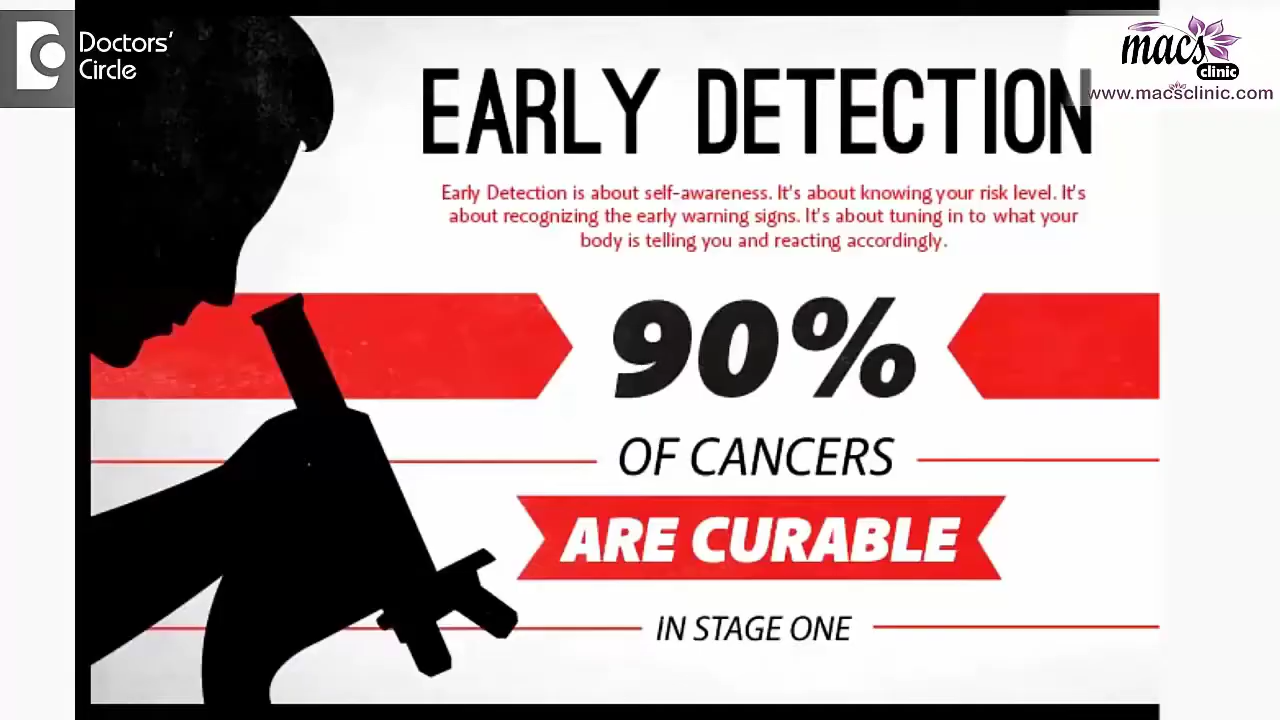 Doctors'
Circle
macs
clinic
www.macsclinic.com
EARLY DETECTION
Early Detection is about self-awareness. It's about knowing your risk level. It's
about recognizing the early warning signs. It's about tuning in to what your
body is telling you and reacting accordingly.
90%
OF CANCERS
ARE CURABLE
IN STAGE ONE